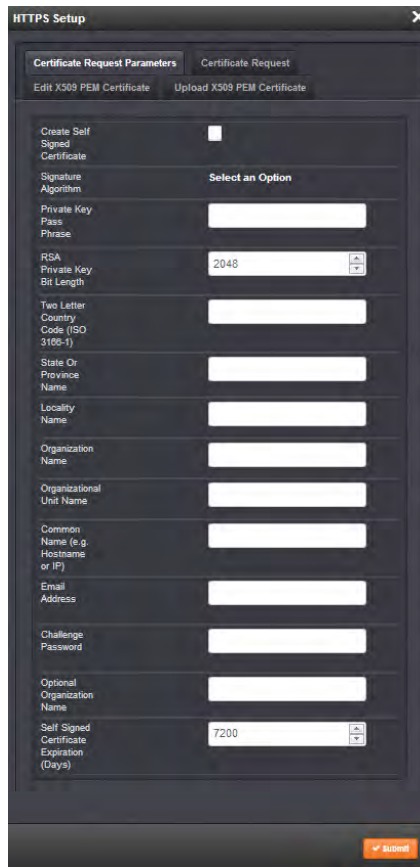 HTTPS Setup
Certificate Request Parameters
Certificate Request
Edit X509 PEM Certificate
Upload X509 PEM Certificate
Create Self
Signed
Certificate
Signature
Algorithm
Select an Option
Private Key
Pass
Phrase
RSA
Private Key
Bit Length
2048
Two Letter
Country
Code (ISO
3166-1)
State Or
Province
Name
Locality
Name
Organization
Name
Organizational
Unit Name
Common
Name (e.g.
Hostname
or IP)
Email
Address
Challenge
Password
Optional
Organization
Name
Self Signed
Certificate
Expiration
(Days)
7200
Submit